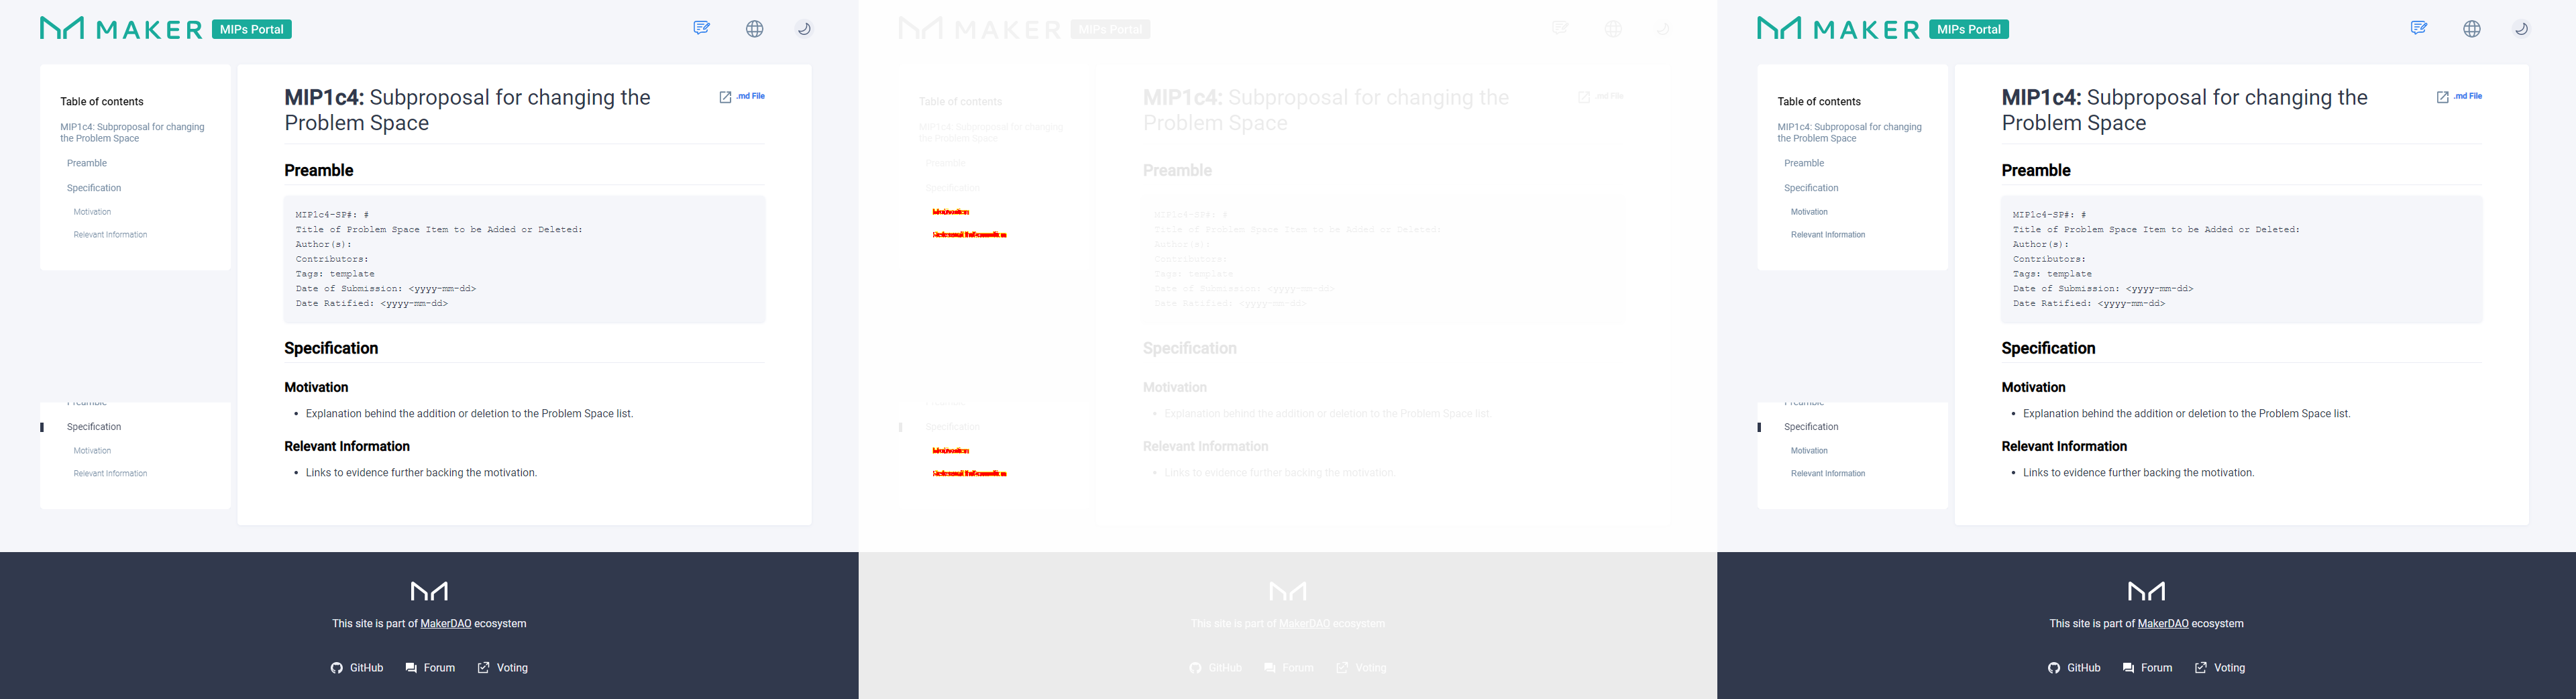 MAKER MIPs Portal
Table of contents
MIP1c4: Subproposal for changing
the Problem Space
Preamble
Specification
Motivation
Relevant Information
Preamble
Specification
Motivation
Relevant Information
MIP1c4: Subproposal for changing the
Problem Space
.md File
Preamble
MIP1c4-SP#: #
Title of Problem Space Item to be Added or Deleted:
Author(s):
Contributors:
Tags: template
Date of Submission: <yyyy-mm-dd>
Date Ratified: <yyyy-mm-dd>
Specification
Motivation
• Explanation behind the addition or deletion to the Problem Space list.
Relevant Information
• Links to evidence further backing the motivation.
This site is part of MakerDAO ecosystem
GitHub Forum Voting
MAKER MIPs Portal
Table of contents
MIP1c4: Subproposal for changing
the Problem Space
Preamble
Specification
Motivation
Relevant Information
Specification
Motivation
Relevant Information
MIP1c4: Subproposal for changing the
Problem Space
.md File
Preamble
MIP1c4-SP#: #
Title of Problem Space Item to be Added or Deleted:
Author(s):
Contributors:
Tags: template
Date of Submission: <yyyy-mm-dd>
Date Ratified: <yyyy-mm-dd>
Specification
Motivation
• Explanation behind the addition or deletion to the Problem Space list.
Relevant Information
• Links to evidence further backing the motivation.
This site is part of MakerDAO ecosystem
GitHub Forum Voting
MAKER MIPs Portal
Table of contents
MIP1c4: Subproposal for changing
the Problem Space
Preamble
Specification
Motivation
Relevant Information
Preamble
Specification
Motivation
Relevant Information
MIP1c4: Subproposal for changing the
Problem Space
.md File
Preamble
MIP1c4-SP#: #
Title of Problem Space Item to be Added or Deleted:
Author(s):
Contributors:
Tags: template
Date of Submission: <yyyy-mm-dd>
Date Ratified: <yyyy-mm-dd>
Specification
Motivation
• Explanation behind the addition or deletion to the Problem Space list.
Relevant Information
• Links to evidence further backing the motivation.
This site is part of MakerDAO ecosystem
GitHub Forum Voting